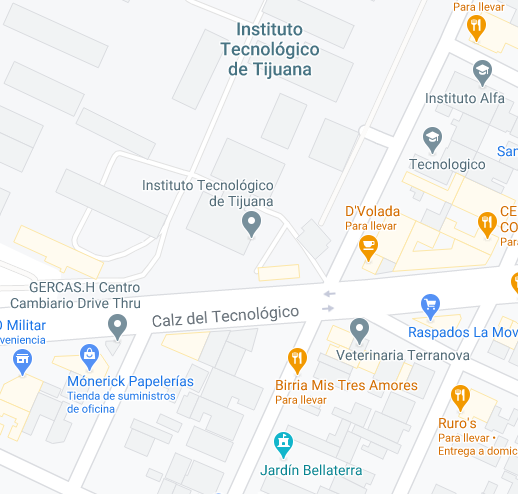 Para llevar
Instituto
Tecnológico
de Tijuana
Instituto Alfa
Tecnologico
San
Instituto Tecnológico
de Tijuana
D'Volada
Para llevar
CE
CO
Par
GERCAS.H Centro
Cambiario Drive Thru
Calz del Tecnológico
O Militar
veniencia
Raspados La Mov
Veterinaria Terranova
Mónerick Papelerías
Tienda de suministros
de oficina
Birria Mis Tres Amores
Para llevar
Ruro's
Para llevar •
Entrega a domic
Jardín Bellaterra